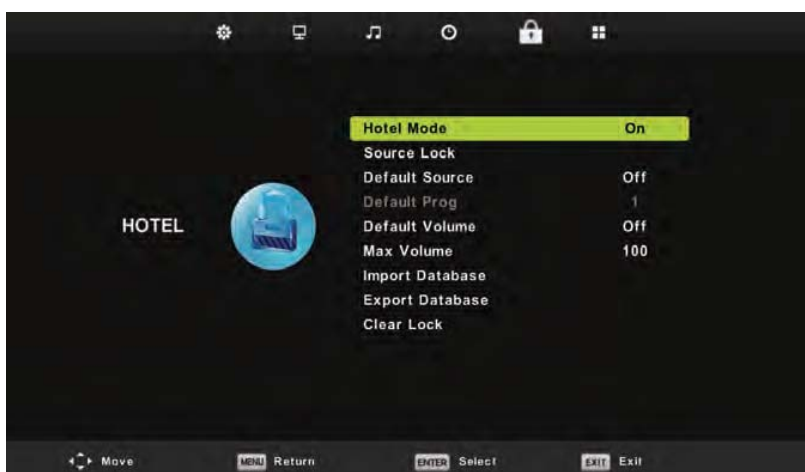 Hotel Mode On
Source Lock
Default Source Off
Default Prog 1
HOTEL
Default Volume Off
Max Volume 100
Import Database
Export Database
Clear Lock
Move MENU Return ENTER Select EXIT Exit